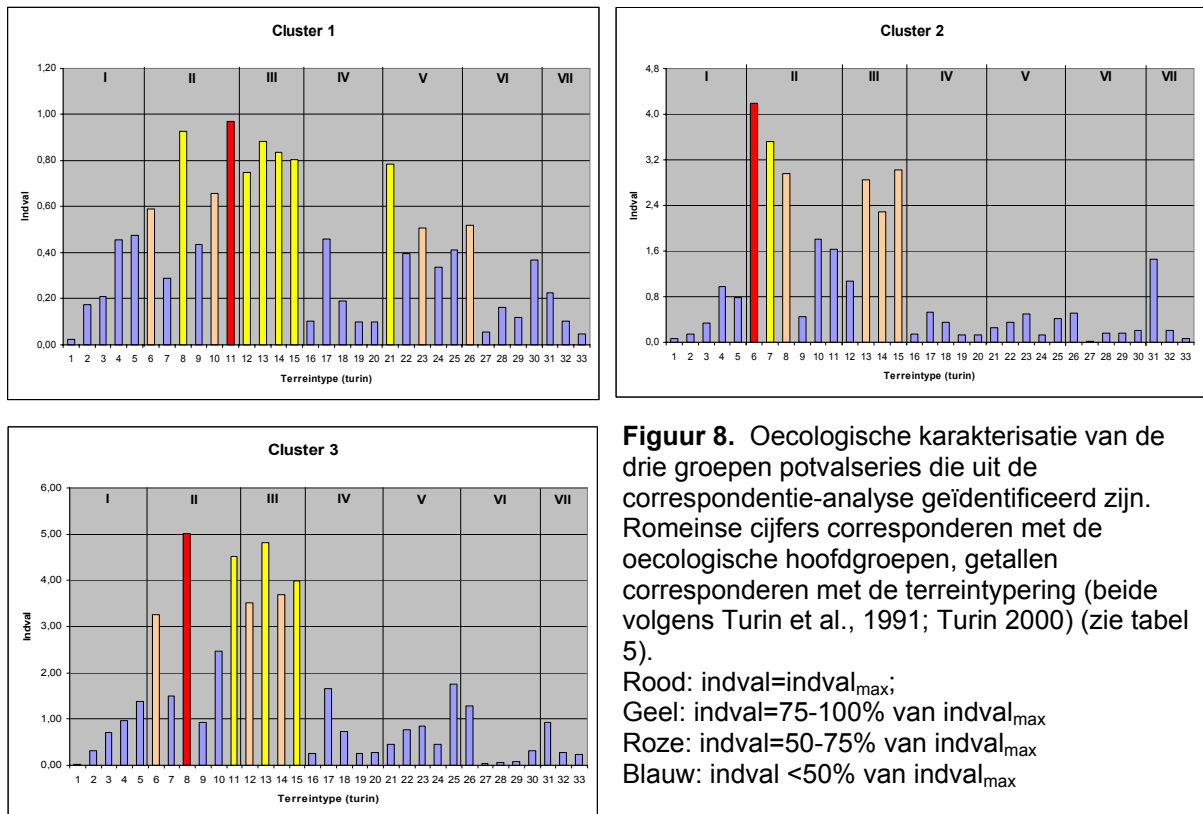 Cluster 1
I II III IV V VI VII
1,20
1,00
0,80
0,60
0,40
0,20
0,00
Indval
1 2 3 4 5 6 7 8 9 10 11 12 13 14 15 16 17 18 19 20 21 22 23 24 25 26 27 28 29 30 31 32 33
Terreintype (turin)
Cluster 2
I II III IV V VI VII
4,8
4,0
3,2
2,4
1,6
0,8
0,0
Indval
1 2 3 4 5 6 7 8 9 10 11 12 13 14 15 16 17 18 19 20 21 22 23 24 25 26 27 28 29 30 31 32 33
Terreintype (turin)
Cluster 3
I II III IV V VI VII
6,00
5,00
4,00
3,00
2,00
1,00
0,00
Indval
1 2 3 4 5 6 7 8 9 10 11 12 13 14 15 16 17 18 19 20 21 22 23 24 25 26 27 28 29 30 31 32 33
Terreintype (turin)
Figuur 8. Oecologische karakterisatie van de
drie groepen potvalseries die uit de
correspondentie-analyse geïdentificeerd zijn.
Romeinse cijfers corresponderen met de
oecologische hoofdgroepen, getallen
corresponderen met de terreintypering (beide
volgens Turin et al., 1991; Turin 2000) (zie tabel
5).
Rood: indval=indvalmax;
Geel: indval=75-100% van indvalmax
Roze: indval=50-75% van indvalmax
Blauw: indval <50% van indvalmax